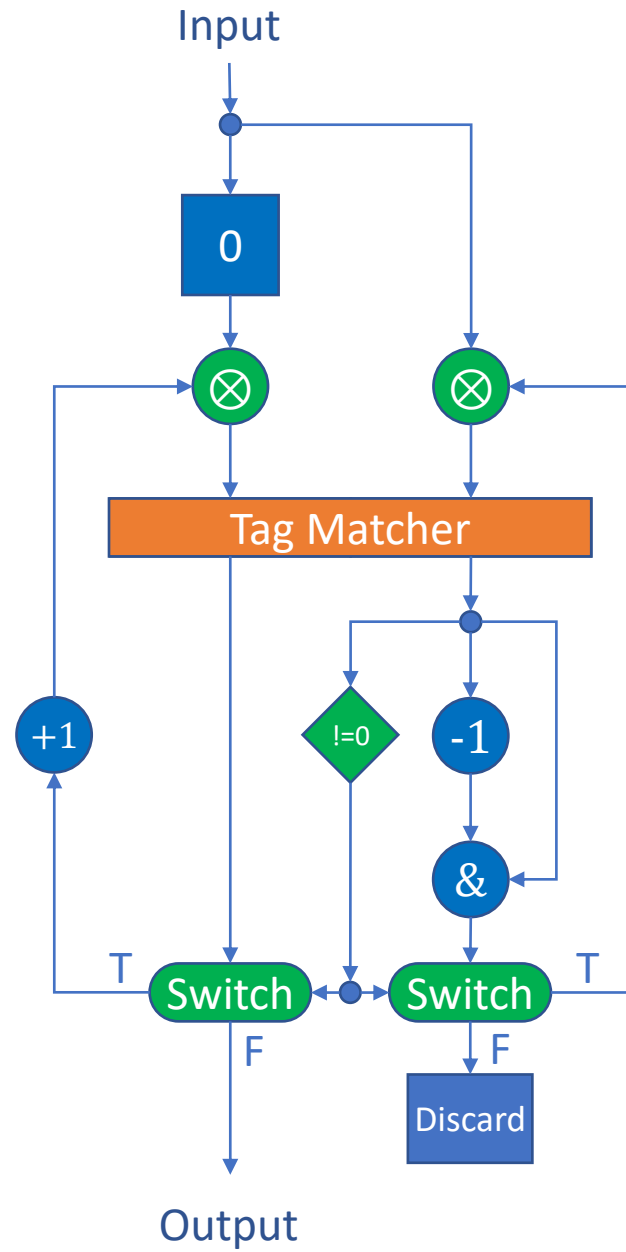 Input
0
⊗
⊗
Tag Matcher
+1
!=0
-1
&
T
Switch
Switch
T
F
F
Discard
Output